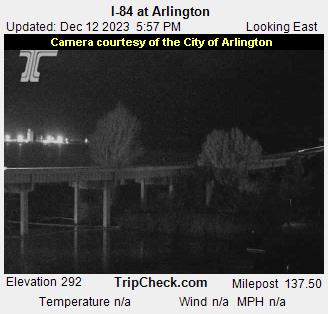 I-84 at Arlington
Updated: Dec 12 2023 5:57 PM Looking East
Camera courtesy of the City of Arlington
Elevation 292 TripCheck.com Milepost 137.50
Temperature n/a Wind n/a MPH n/a